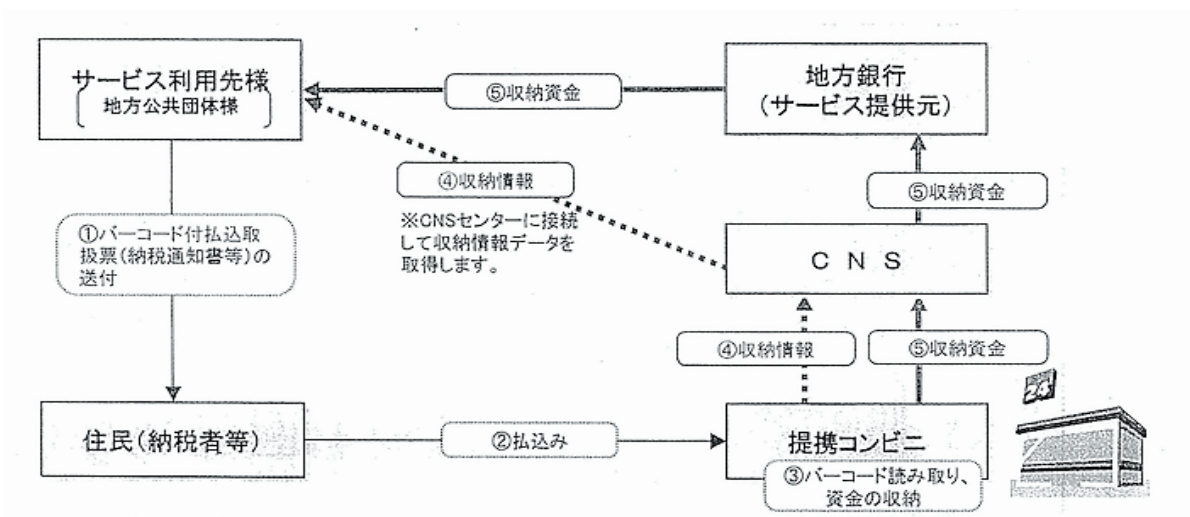 サービス利用先様
地方公共団体様
⑤収納資金
地方銀行
(サービス提供元)
④収納情報
※CNSセンターに接続
して収納情報データを
取得します。
⑤収納資金
①バーコード付払込取
扱票(納税通知書等)の
送付
CNS
④収納情報
⑤収納資金
24
住民(納税者等)
②払込み
提携コンビニ
③バーコード読み取り、
資金の収納